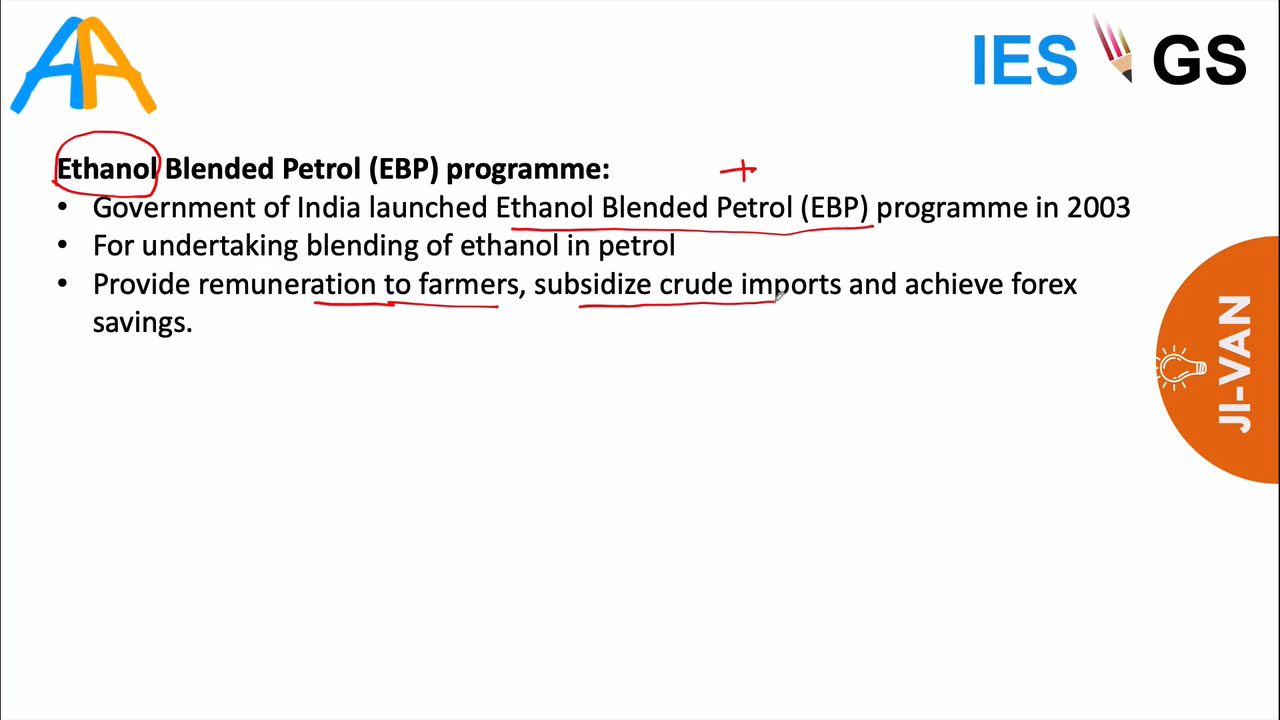 AA
IES GS
Ethanol Blended Petrol (EBP) programme:
+
• Government of India launched Ethanol Blended Petrol (EBP) programme in 2003
• For undertaking blending of ethanol in petrol
• Provide remuneration to farmers, subsidize crude imports and achieve forex
savings.
JI-VAN